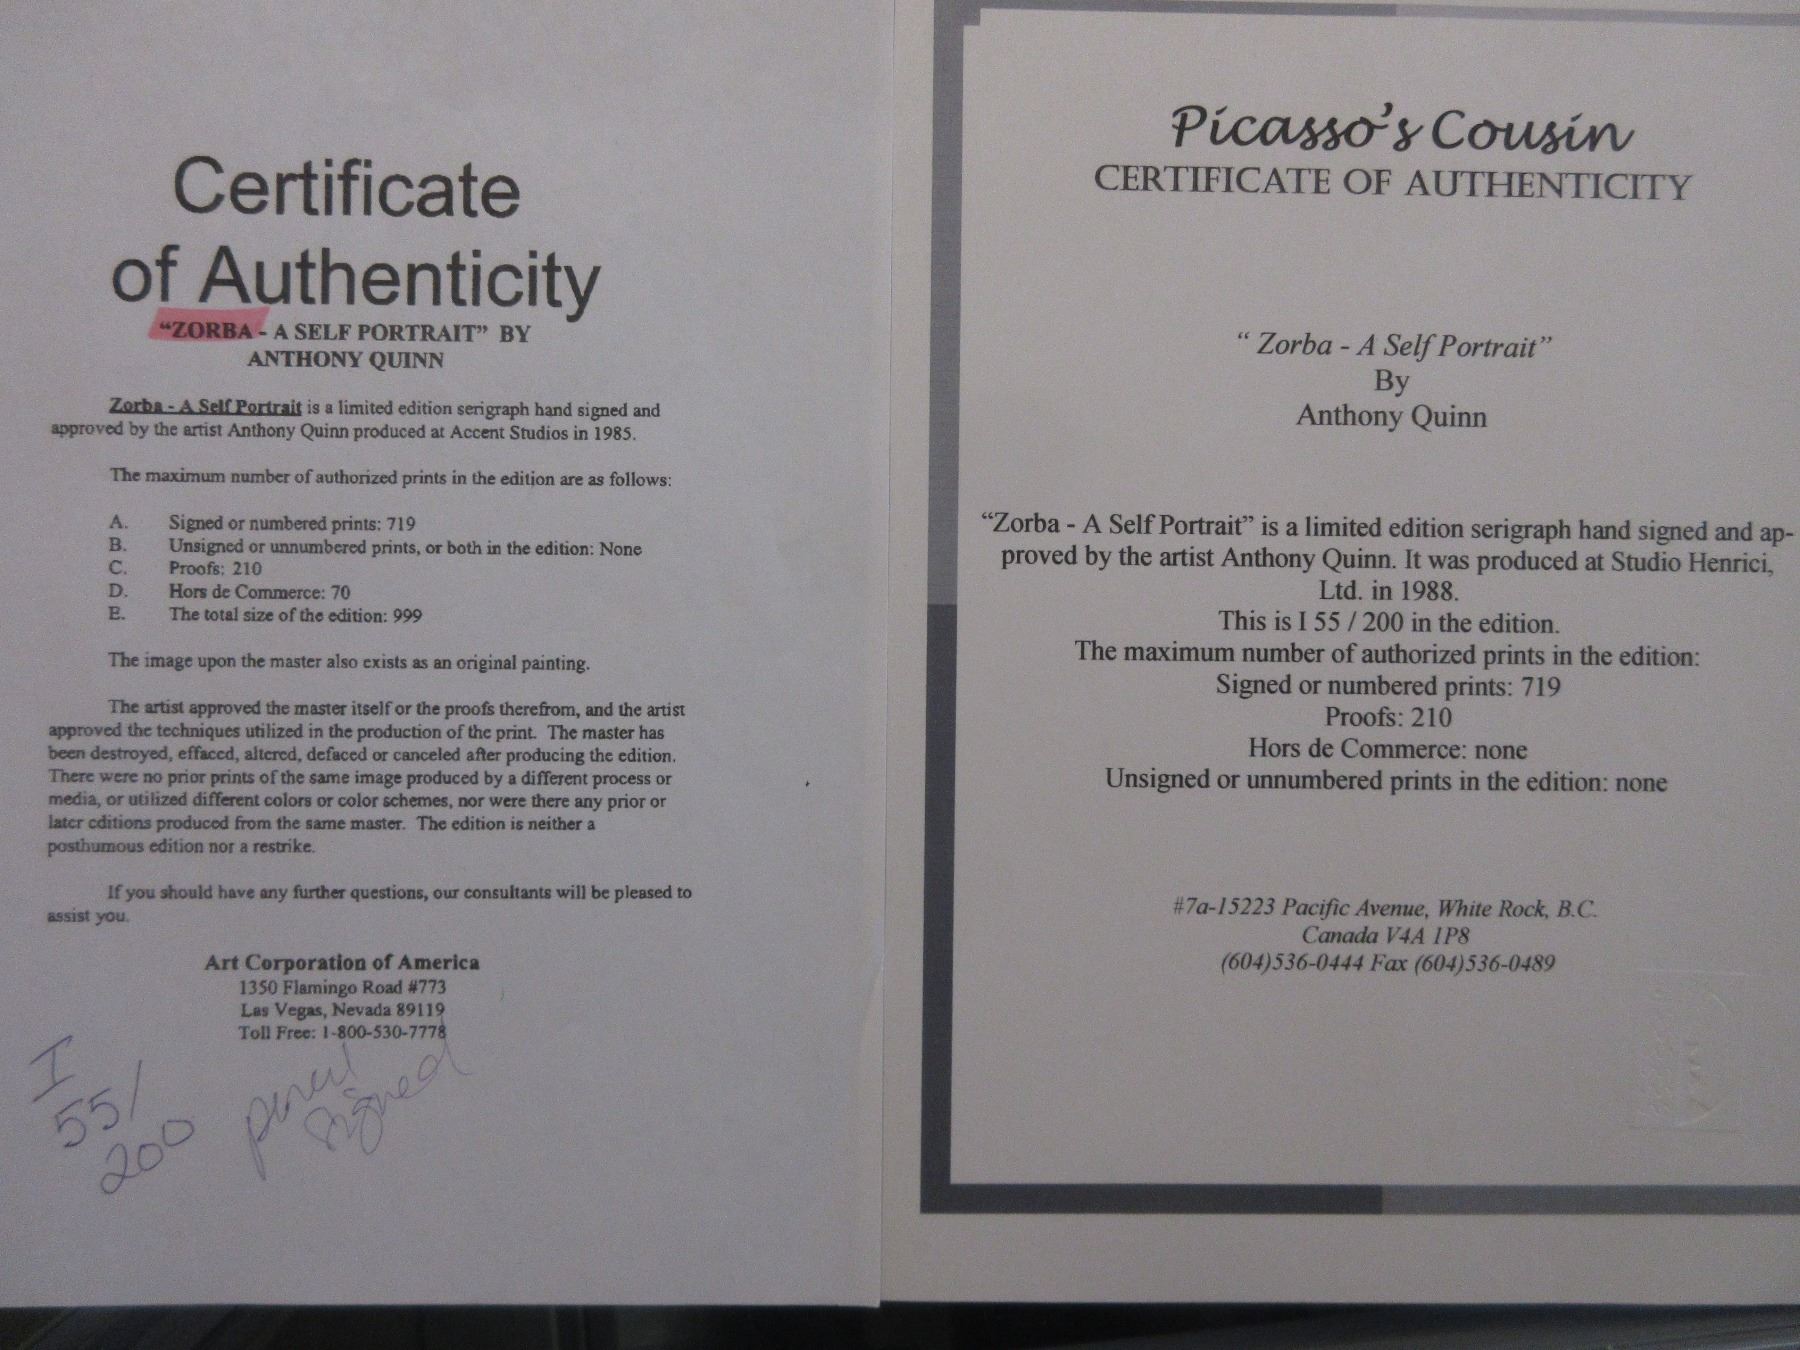 Certificate
of Authenticity
“ZORBA - A SELF PORTRAIT” BY
ANTHONY QUINN
Zorba - A Self Portrait is a limited edition serigraph hand signed and
approved by the artist Anthony Quinn produced at Accent Studios in 1985.
The maximum number of authorized prints in the edition are as follows:
A. Signed or numbered prints: 719
B. Unsigned or unnumbered prints, or both in the edition: None
C. Proofs: 210
D. Hors de Commerce: 70
E. The total size of the edition: 999
The image upon the master also exists as an original painting.
The artist approved the master itself or the proofs therefrom, and the artist
approved the techniques utilized in the production of the print. The master has
been destroyed, effaced, altered, defaced or canceled after producing the edition.
There were no prior prints of the same image produced by a different process or
media, or utilized different colors or color schemes, nor were there any prior or
later editions produced from the same master. The edition is neither a
posthumous edition nor a restrike.
If you should have any further questions, our consultants will be pleased to
assist you.
Art Corporation of America
1350 Flamingo Road #773
Las Vegas, Nevada 89119
Toll Free: 1-800-530-7778
I
55/
200
pencil
signed
Picasso’s Cousin
CERTIFICATE OF AUTHENTICITY
“ Zorba - A Self Portrait”
By
Anthony Quinn
“Zorba - A Self Portrait” is a limited edition serigraph hand signed and ap-
proved by the artist Anthony Quinn. It was produced at Studio Henrici,
Ltd. in 1988.
This is I 55 / 200 in the edition.
The maximum number of authorized prints in the edition:
Signed or numbered prints: 719
Proofs: 210
Hors de Commerce: none
Unsigned or unnumbered prints in the edition: none
#7a-15223 Pacific Avenue, White Rock, B.C.
Canada V4A 1P8
(604)536-0444 Fax (604)536-0489